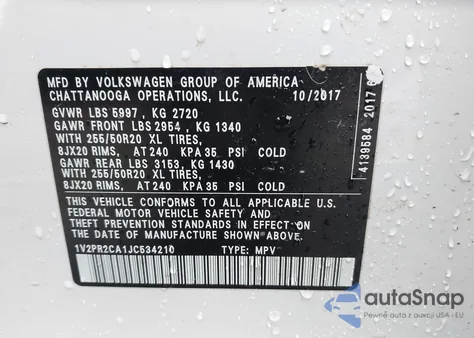 MFD BY VOLKSWAGEN GROUP OF AMERICA
CHATTANOOGA OPERATIONS, LLC. 10/2017
GVWR LBS 5997 , KG 2720
GAWR FRONT LBS 2954 , KG 1340
WITH 255/50R20 XL TIRES,
8JX20 RIMS, AT 240 KPA 35 PSI COLD
GAWR REAR LBS 3153, KG 1430
WITH 255/50R20 XL TIRES,
8JX20 RIMS, AT 240 KPA 35 PSI COLD
THIS VEHICLE CONFORMS TO ALL APPLICABLE U.S.
FEDERAL MOTOR VEHICLE SAFETY AND
THEFT PREVENTION STANDARDS IN EFFECT ON
THE DATE OF MANUFACTURE SHOWN ABOVE.
1V2PR2CA1JC534210 TYPE: MPV
4139584 2017
autoSnap
Pewne auto z aukcji USA i EU